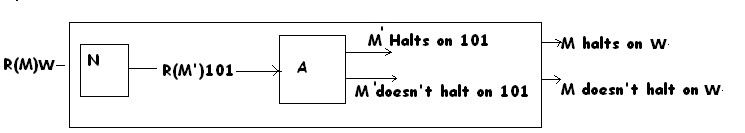 M' Halts on 101
M halts on W
R(M)W
N
R(M')101
A
M'doesn't halt on 101
M doesn't halt on W